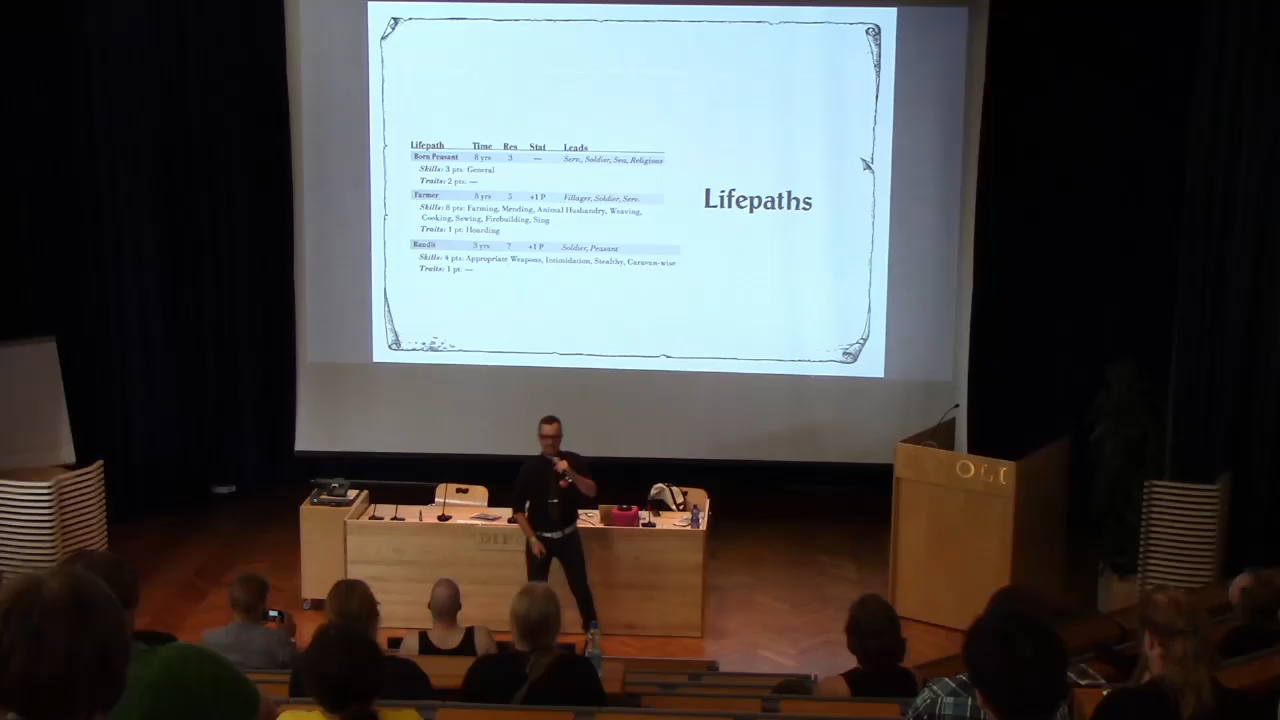 Lifepath Time Res Stat Leads
Born Peasant 8 yrs 3 — Serv., Soldier, Sea, Religious
Skills: 3 pts: General
Traits: 2 pts: —
Farmer 8 yrs 5 +1 P Villager, Soldier, Serv.
Skills: 8 pts: Farming, Mending, Animal Husbandry, Weaving,
Cooking, Sewing, Firebuilding, Sing
Traits: 1 pt: Hoarding
Bandit 3 yrs 7 +1 P Soldier, Peasant
Skills: 4 pts: Appropriate Weapons, Intimidation, Stealthy, Caravan-wise
Traits: 1 pt: —
Lifepaths